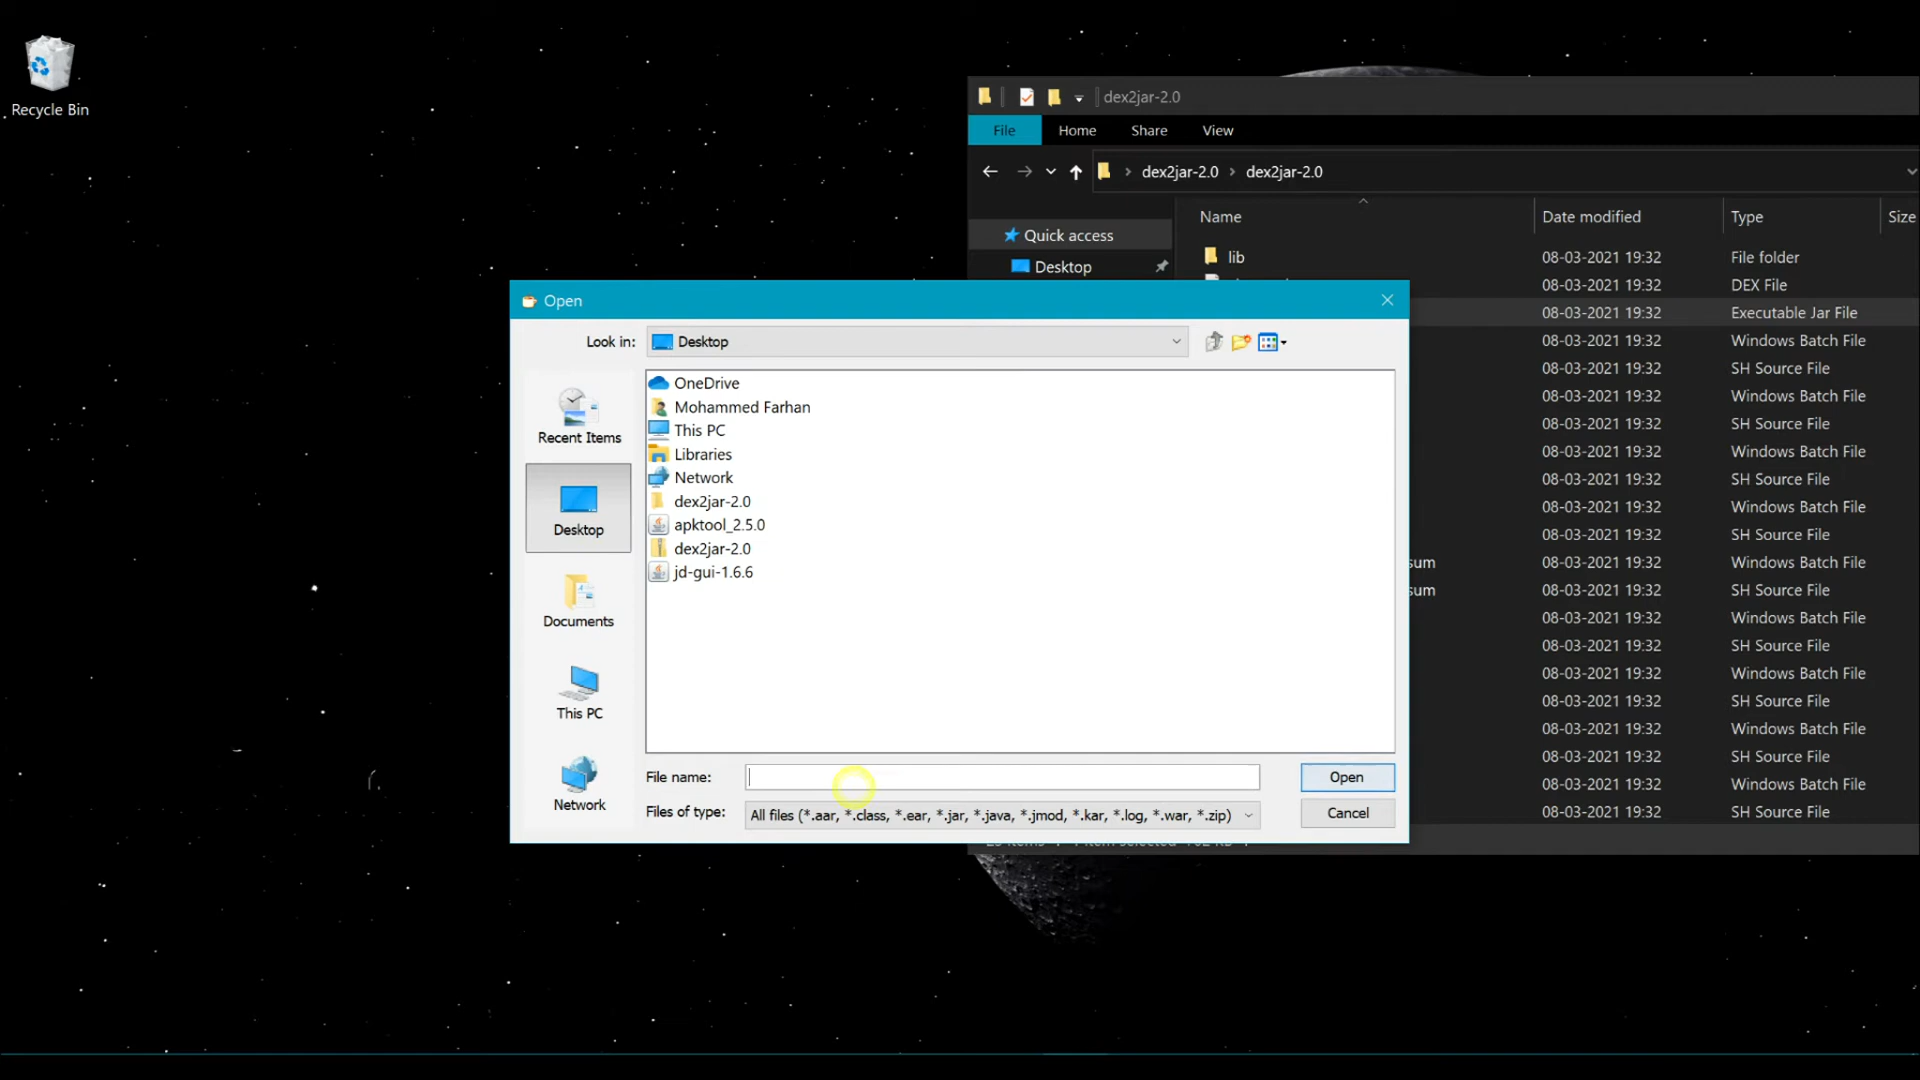 Recycle Bin
dex2jar-2.0
File Home Share View
dex2jar-2.0 dex2jar-2.0
Name Date modified Type Size
Quick access
Desktop
lib 08-03-2021 19:32 File folder
08-03-2021 19:32 DEX File
Open
08-03-2021 19:32 Executable Jar File
Look in: Desktop
08-03-2021 19:32 Windows Batch File
08-03-2021 19:32 SH Source File
08-03-2021 19:32 Windows Batch File
08-03-2021 19:32 SH Source File
08-03-2021 19:32 Windows Batch File
08-03-2021 19:32 SH Source File
08-03-2021 19:32 Windows Batch File
08-03-2021 19:32 SH Source File
sum 08-03-2021 19:32 Windows Batch File
sum 08-03-2021 19:32 SH Source File
08-03-2021 19:32 Windows Batch File
08-03-2021 19:32 SH Source File
08-03-2021 19:32 Windows Batch File
08-03-2021 19:32 SH Source File
08-03-2021 19:32 Windows Batch File
08-03-2021 19:32 SH Source File
08-03-2021 19:32 Windows Batch File
08-03-2021 19:32 SH Source File
Recent Items
Desktop
Documents
This PC
Network
OneDrive
Mohammed Farhan
This PC
Libraries
Network
dex2jar-2.0
apktool_2.5.0
dex2jar-2.0
jd-gui-1.6.6
File name:
Open
Files of type: All files (*.aar, *.class, *.ear, *.jar, *.java, *.jmod, *.kar, *.log, *.war, *.zip)
Cancel